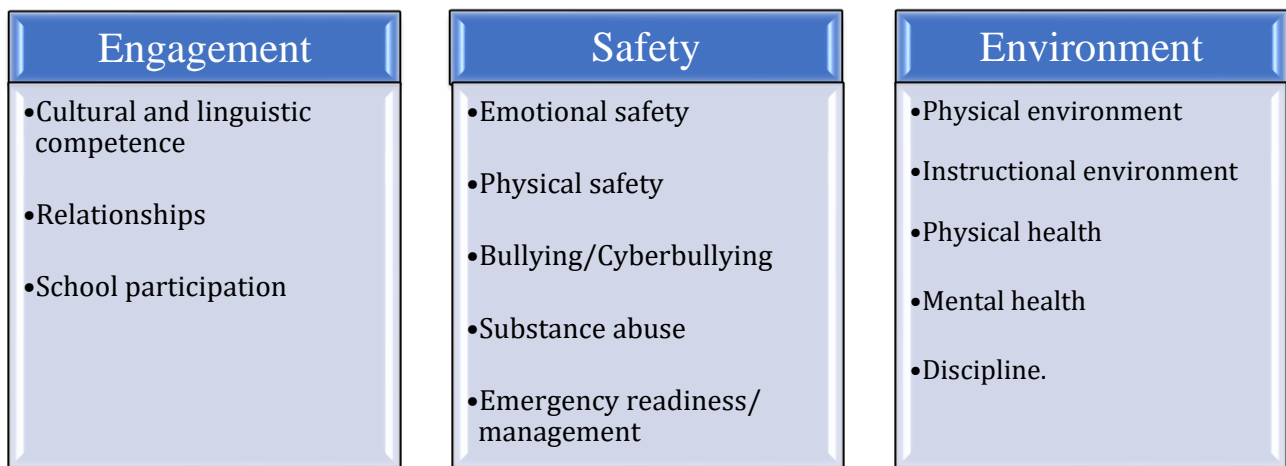 Engagement
•Cultural and linguistic
competence
•Relationships
•School participation
Safety
•Emotional safety
•Physical safety
•Bullying/Cyberbullying
•Substance abuse
•Emergency readiness/
management
Environment
•Physical environment
•Instructional environment
•Physical health
•Mental health
•Discipline.